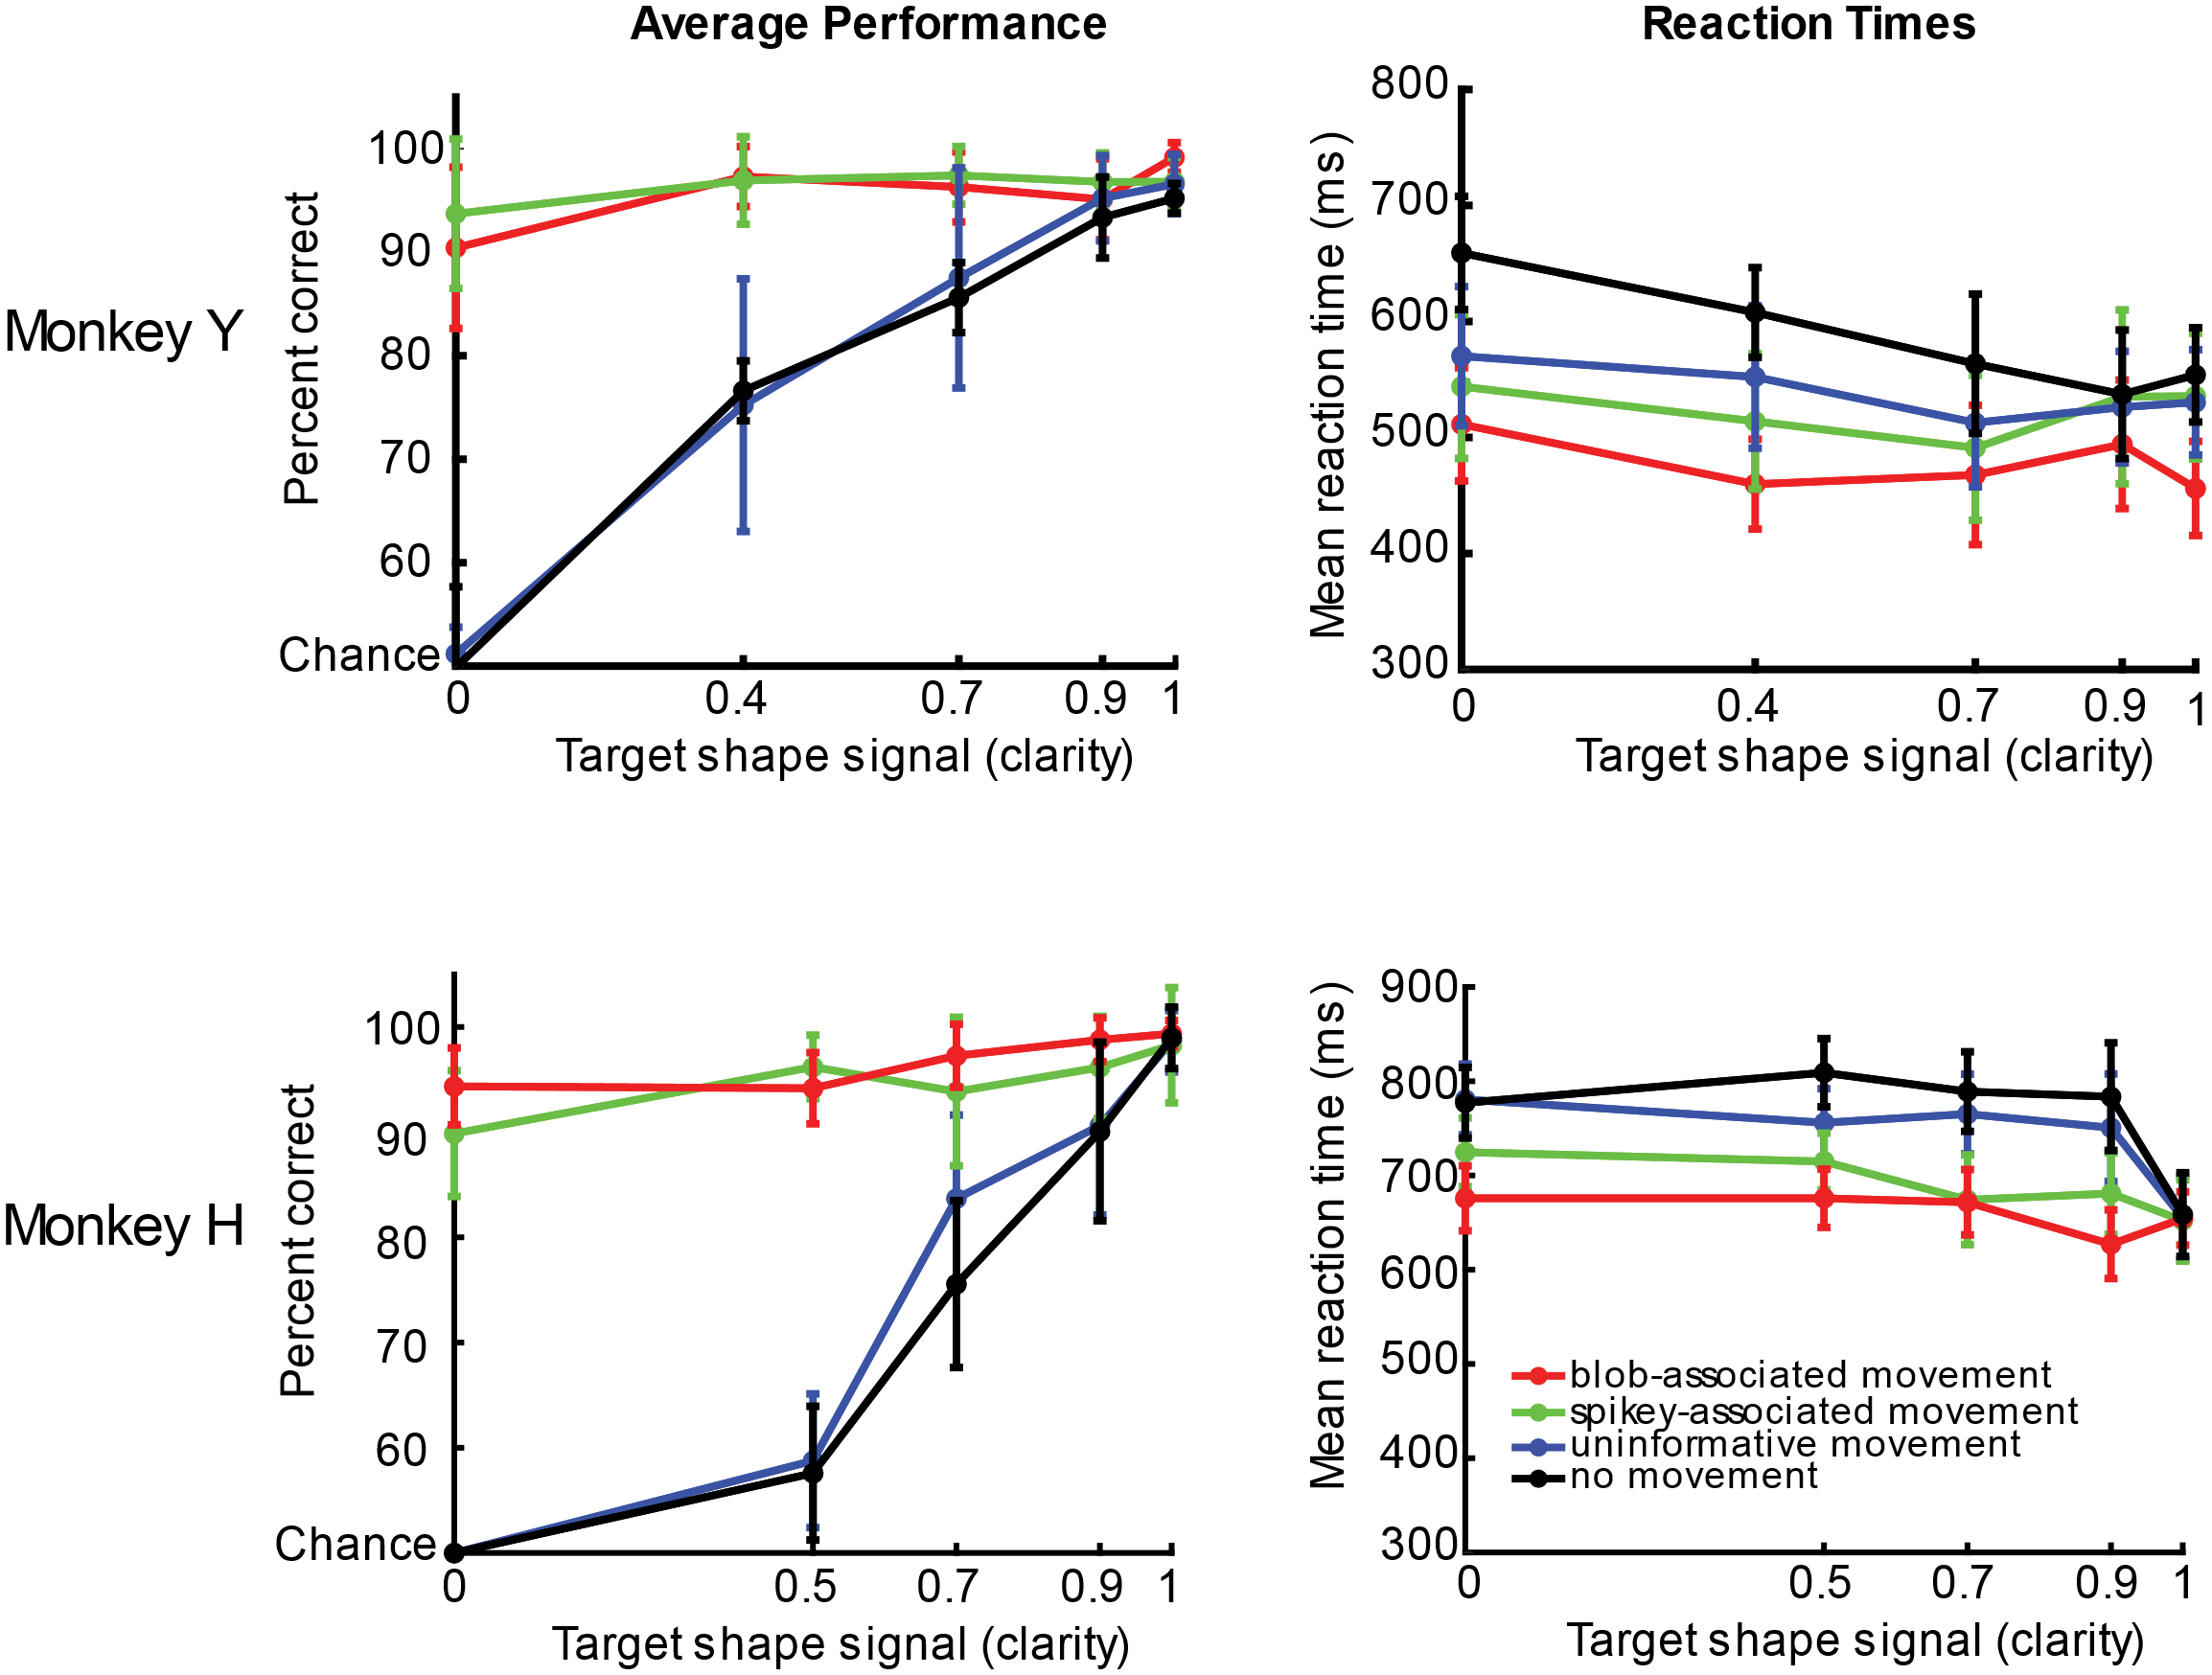 Average Performance
Reaction Times
Monkey Y
Percent correct
100
90
80
70
60
Chance
0
0.4
0.7
0.9
1
Target shape signal (clarity)
Mean reaction time (ms)
800
700
600
500
400
300
0
0.4
0.7
0.9
1
Target shape signal (clarity)
Monkey H
Percent correct
100
90
80
70
60
Chance
0
0.5
0.7
0.9
1
Target shape signal (clarity)
Mean reaction time (ms)
900
800
700
600
500
400
300
blob-associated movement
spikey-associated movement
uninformative movement
no movement
0
0.5
0.7
0.9
1
Target shape signal (clarity)